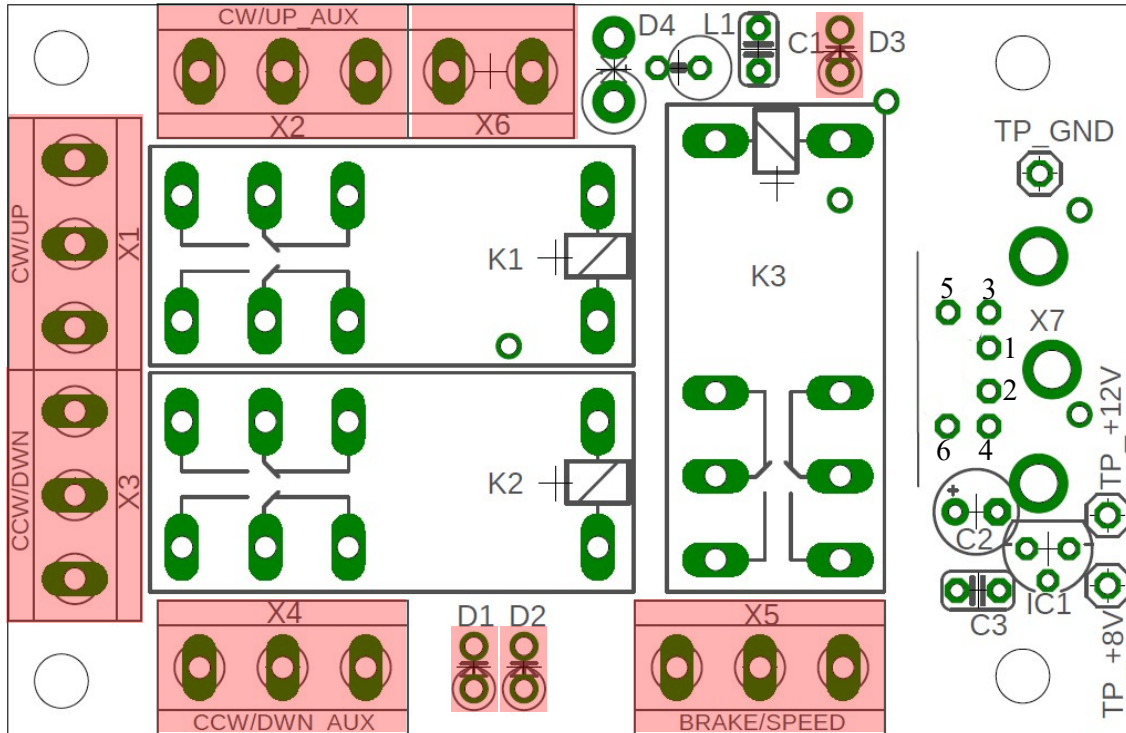 CW/UP_AUX
D4
L1
C1
D3
X2
X6
TP_GND
CW/UP
X1
K1
K3
5
3
X7
1
2
6
4
TP_+12V
CCW/DWN
X3
K2
+
C2
IC1
C3
TP_+8V
X4
D1
D2
X5
CCW/DWN_AUX
BRAKE/SPEED